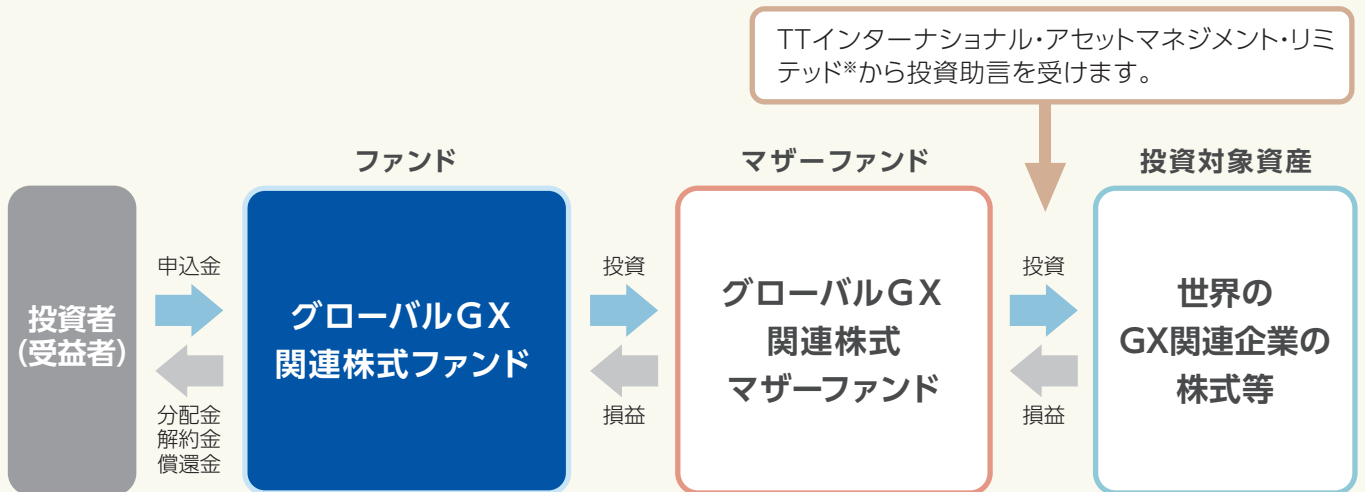 TTインターナショナル・アセットマネジメント・リミ
テッド※から投資助言を受けます。
ファンド
マザーファンド
投資対象資産
投資者
(受益者)
申込金
分配金
解約金
償還金
グローバルGX
関連株式ファンド
投資
損益
グローバルGX
関連株式
マザーファンド
投資
損益
世界の
GX関連企業の
株式等